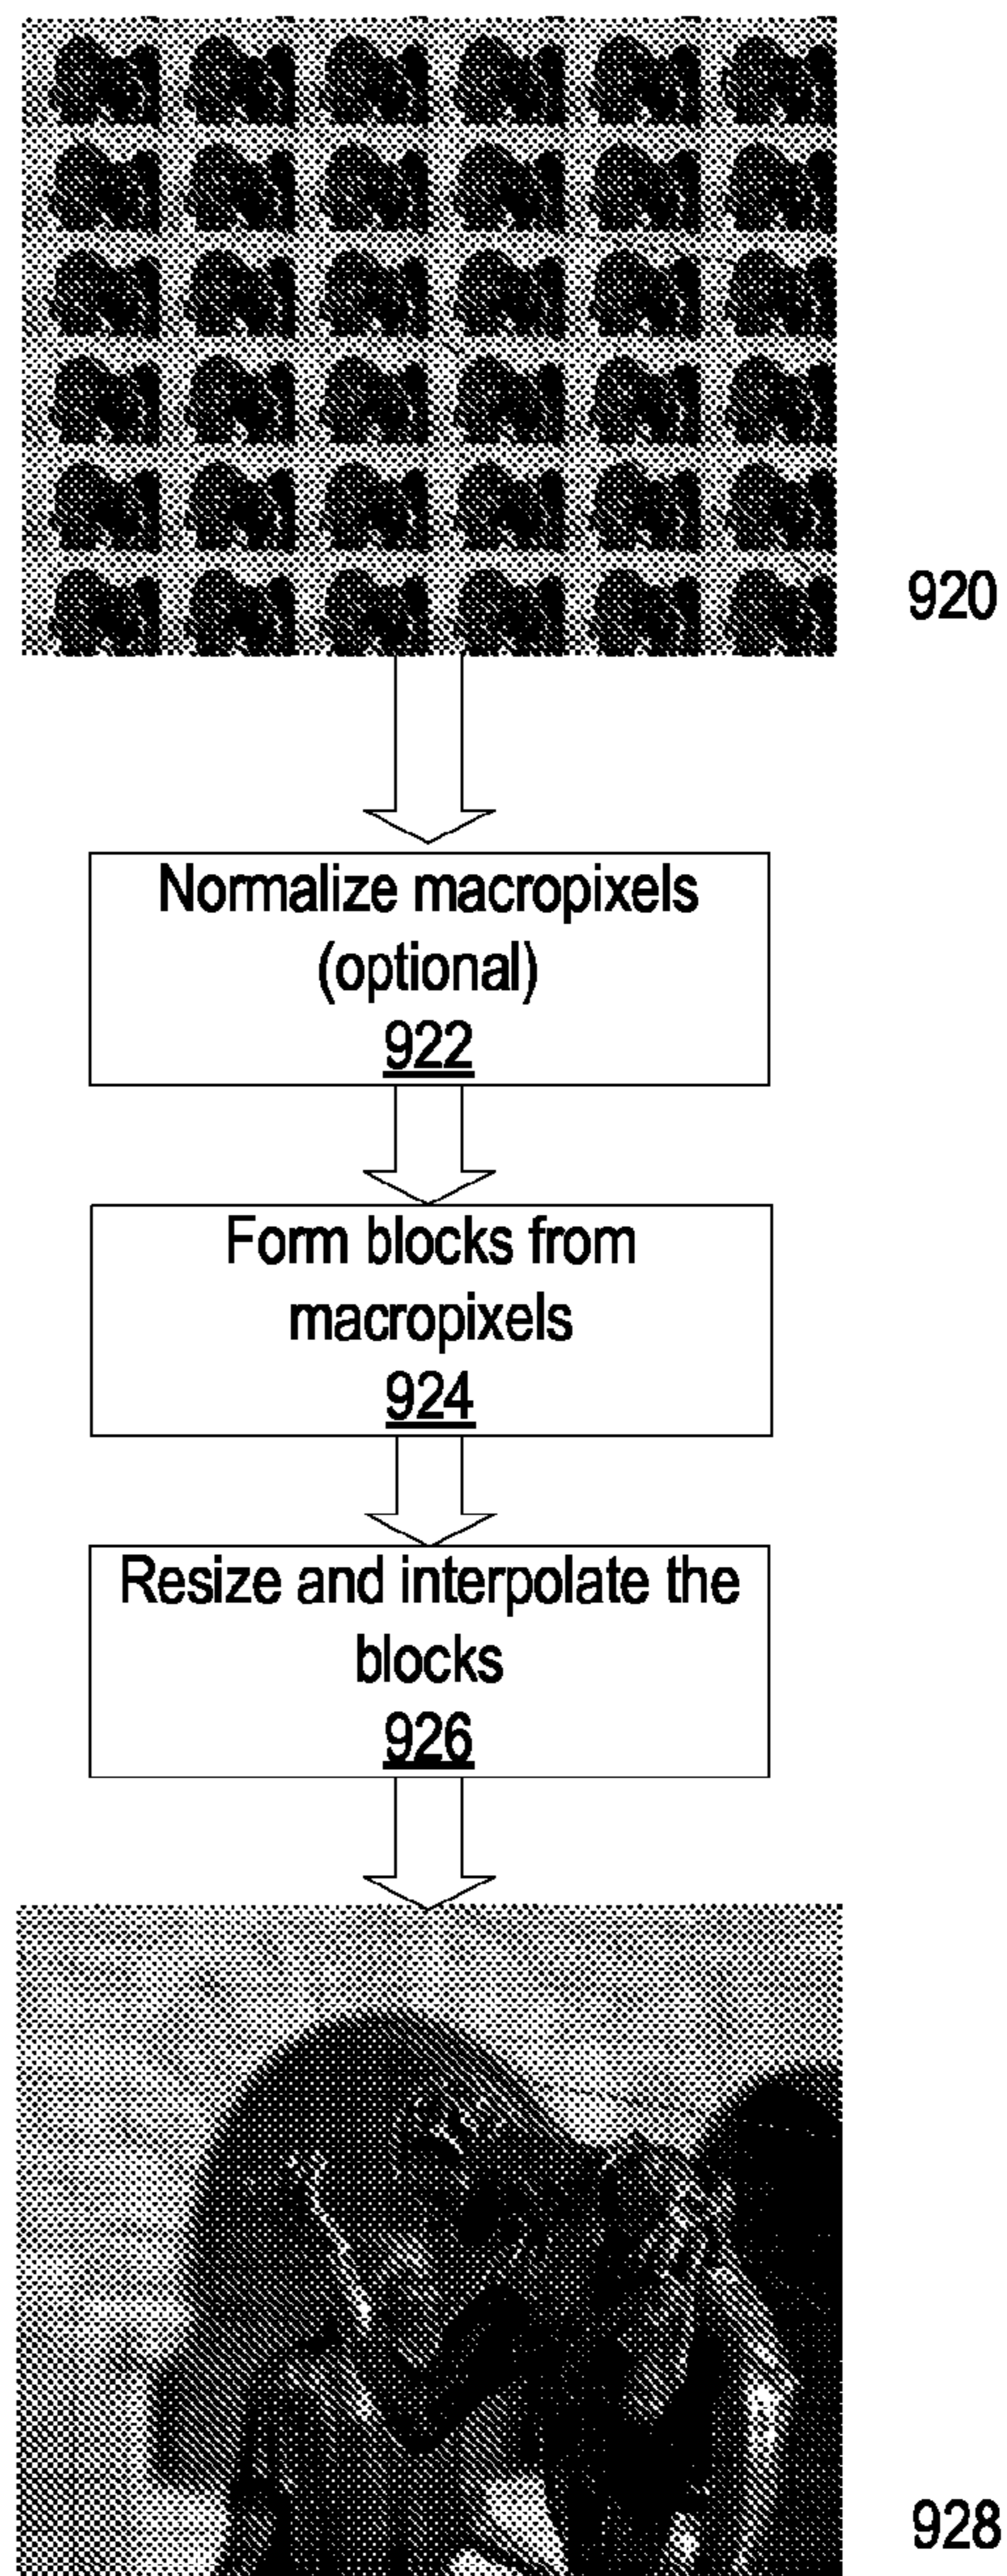 920
Normalize macropixels
(optional)
922
Form blocks from
macropixels
924
Resize and interpolate the
blocks
926
928